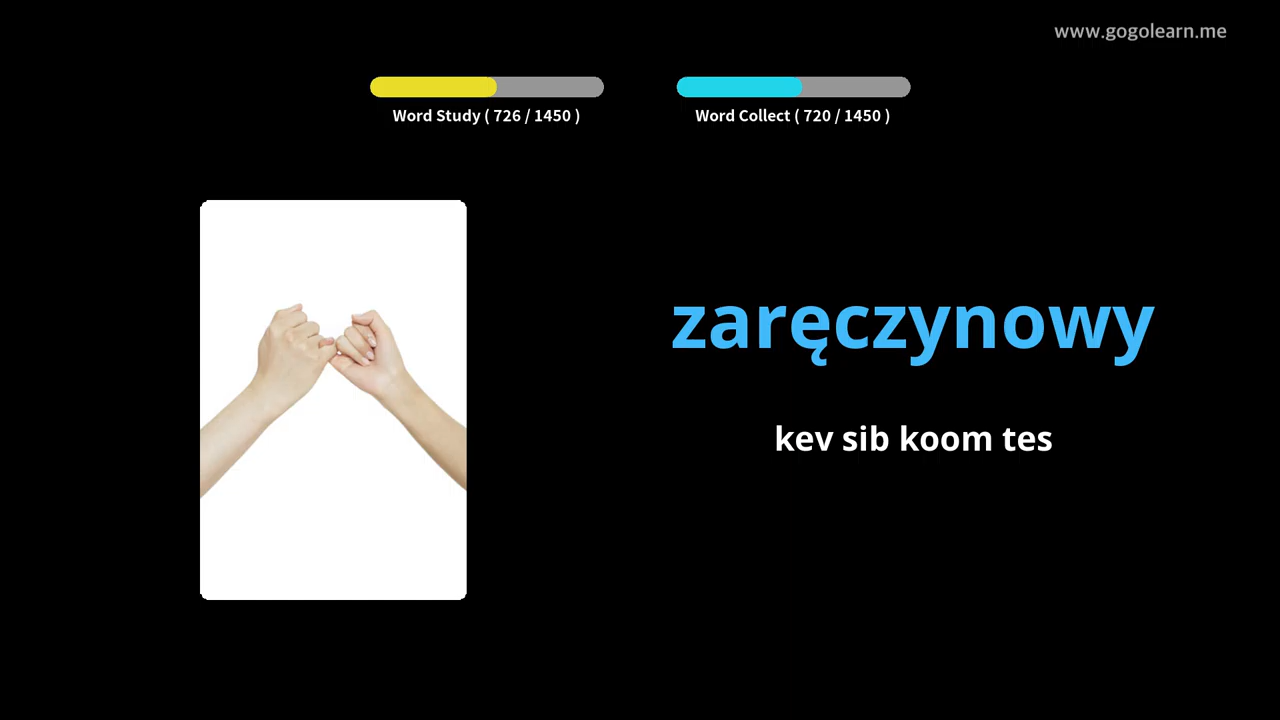 www.gogolearn.me
Word Study ( 726 / 1450 )
Word Collect ( 720 / 1450 )
zaręczynowy
kev sib koom tes